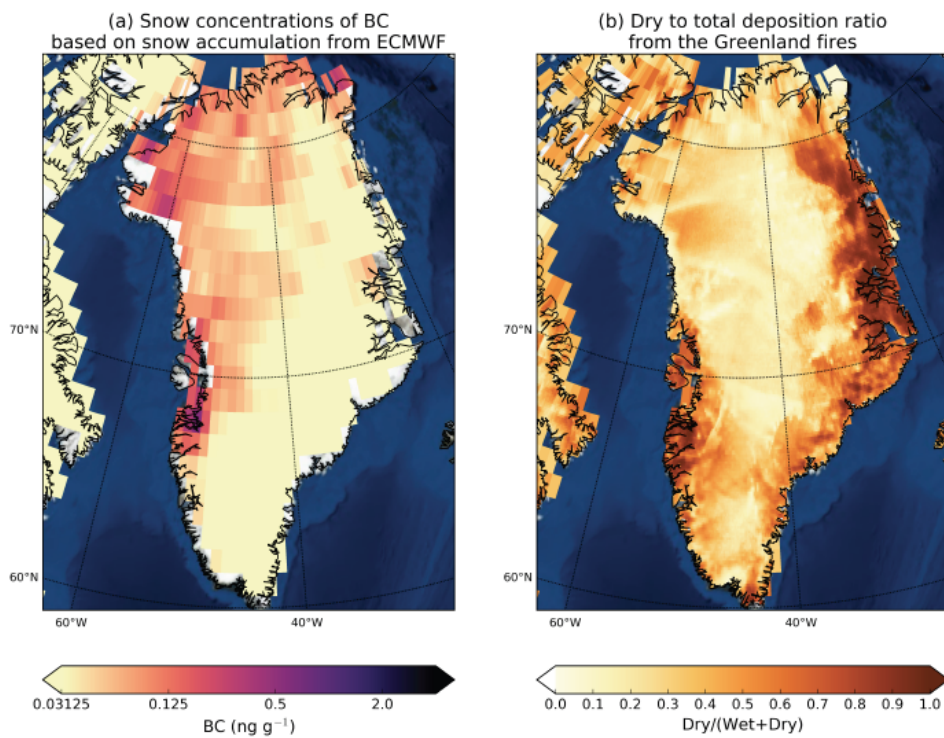 (a) Snow concentrations of BC
based on snow accumulation from ECMWF
(b) Dry to total deposition ratio
from the Greenland fires
70°N
60°N
60°W
40°W
70°N
60°N
60°W
40°W
0.03125
0.125
0.5
2.0
BC (ng g⁻¹)
0.0 0.1 0.2 0.3 0.4 0.5 0.6 0.7 0.8 0.9 1.0
Dry/(Wet+Dry)